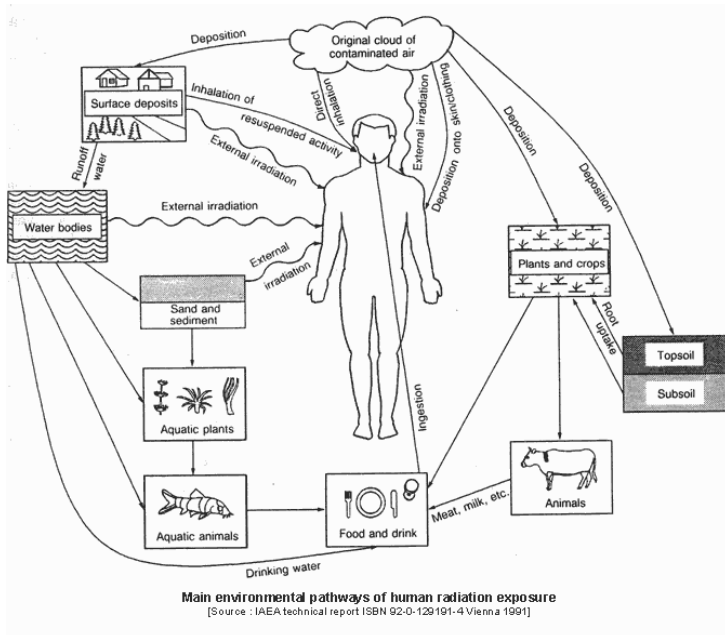 Deposition
Original cloud of
contaminated air
Surface deposits
Inhalation of
resuspended activity
Direct
inhalation
External irradiation
Deposition onto skin/clothing
Deposition
Deposition
Runoff
water
External irradiation
Water bodies
External irradiation
External
irradiation
Plants and crops
Sand and
sediment
Root
uptake
Topsoil
Subsoil
Aquatic plants
Ingestion
Aquatic animals
Food and drink
Meat, milk, etc.
Animals
Drinking water
Main environmental pathways of human radiation exposure
[Source : IAEA technical report ISBN 92-0-129191-4 Vienna 1991]